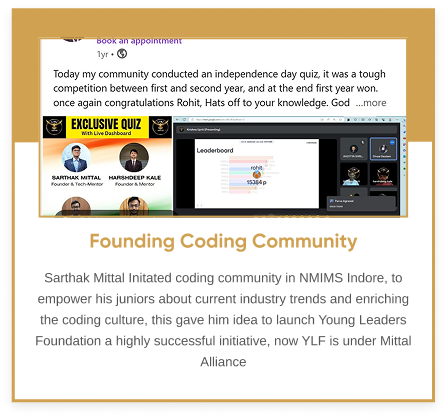 Book an appointment
1yr •
Today my community conducted an independence day quiz, it was a tough
competition between first and second year, and at the end first year won.
once again congratulations Rohit, Hats off to your knowledge. God ...more
EXCLUSIVE QUIZ
With Live Dashboard
SARTHAK MITTAL
Founder & Tech-Mentor
HARSHDEEP KALE
Founder & Mentor
Leaderboard
rohit
15384 p
Founding Coding Community
Sarthak Mittal Initated coding community in NMIMS Indore, to
empower his juniors about current industry trends and enriching
the coding culture, this gave him idea to launch Young Leaders
Foundation a highly successful initiative, now YLF is under Mittal
Alliance